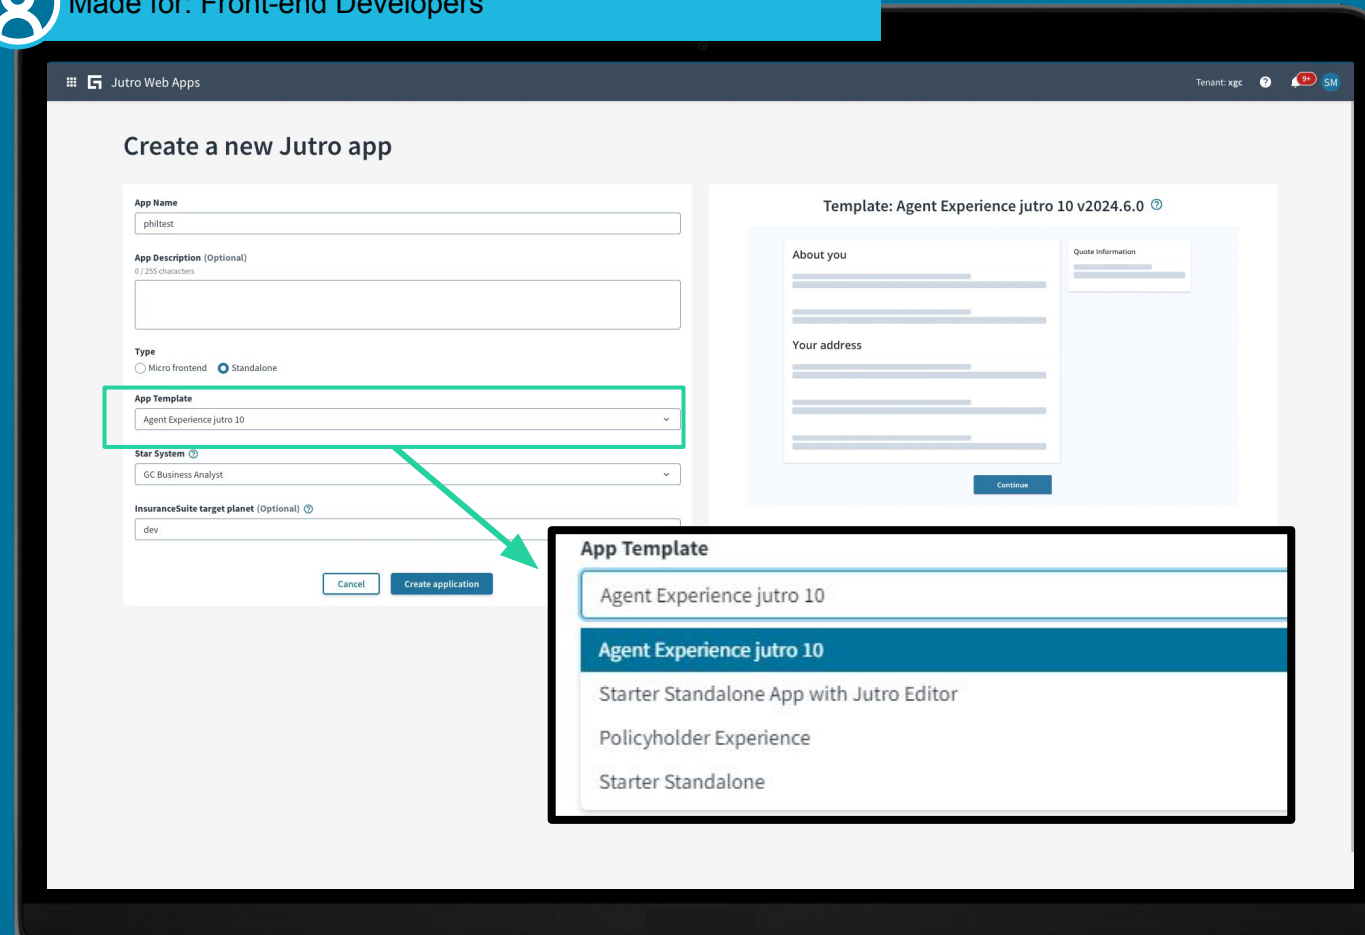 Made for: Front-end Developers
Jutro Web Apps
Tenant: xgc
9+
SM
Create a new Jutro app
App Name
philtest
App Description (Optional)
0 / 255 characters
Type
Micro frontend
Standalone
App Template
Agent Experience jutro 10
Star System
GC Business Analyst
InsuranceSuite target planet (Optional)
dev
Cancel
Create application
Template: Agent Experience jutro 10 v2024.6.0
About you
Quote Information
Your address
Continue
App Template
Agent Experience jutro 10
Agent Experience jutro 10
Starter Standalone App with Jutro Editor
Policyholder Experience
Starter Standalone